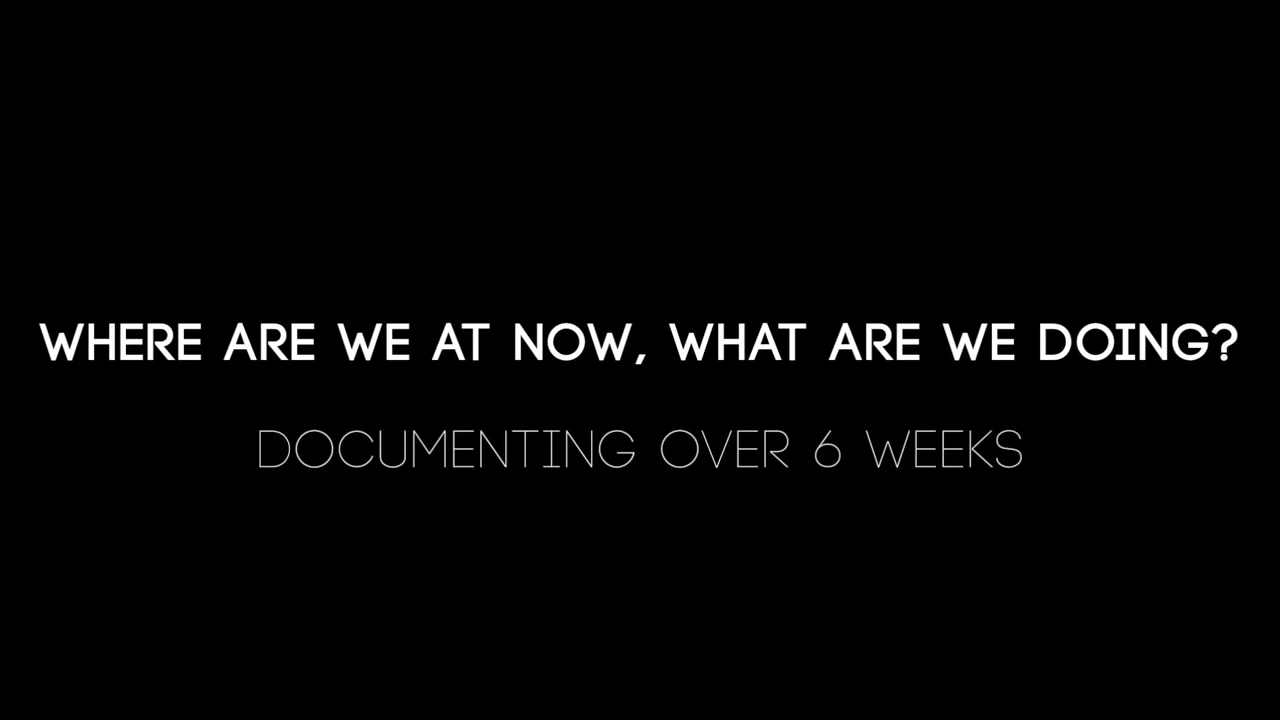 WHERE ARE WE AT NOW, WHAT ARE WE DOING?
DOCUMENTING OVER 6 WEEKS